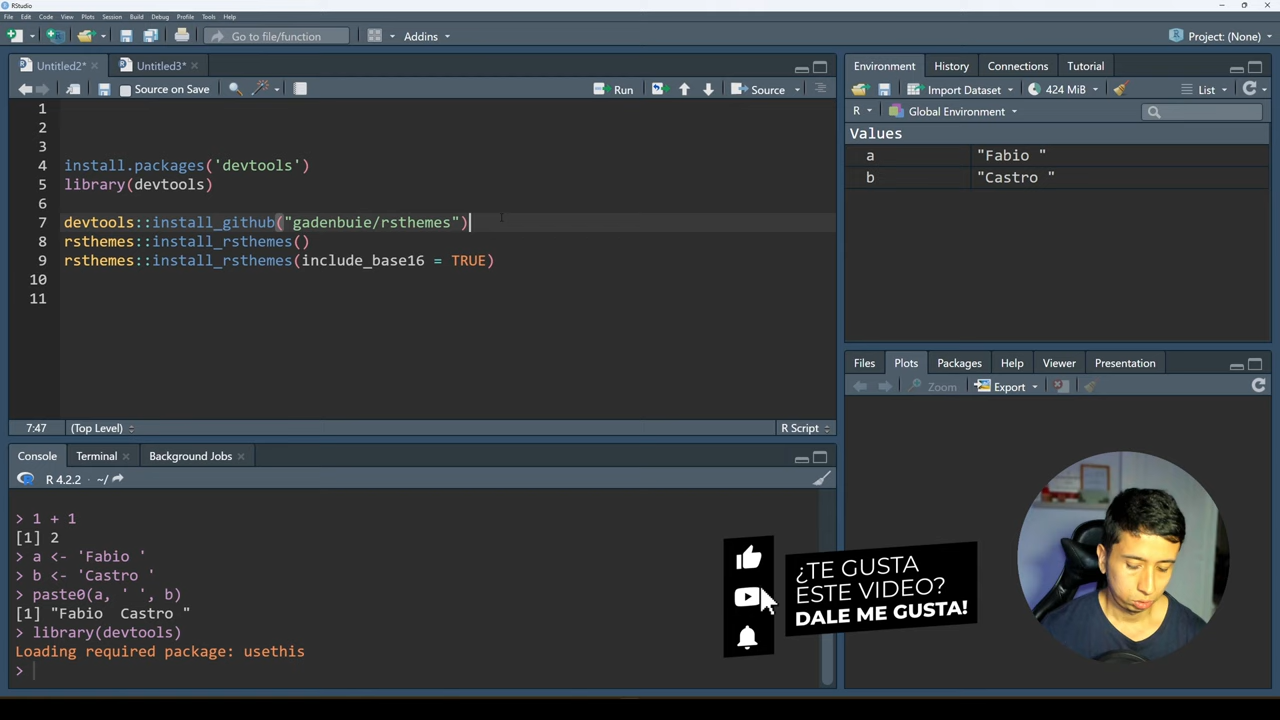 RStudio
File Edit Code View Plots Session Build Debug Profile Tools Help
Go to file/function
Addins
Project: (None)
Untitled2*
Untitled3*
Source on Save
Run
Source
1
2
3
4 install.packages('devtools')
5 library(devtools)
6
7 devtools::install_github("gadenbuie/rsthemes")
8 rsthemes::install_rsthemes()
9 rsthemes::install_rsthemes(include_base16 = TRUE)
10
11
7:47 (Top Level) R Script
Console Terminal Background Jobs
R 4.2.2 · ~/
> 1 + 1
[1] 2
> a <- 'Fabio '
> b <- 'Castro '
> paste0(a, ' ', b)
[1] "Fabio  Castro "
> library(devtools)
Loading required package: usethis
>
Environment History Connections Tutorial
Import Dataset 424 MiB List
R Global Environment
Values
a "Fabio "
b "Castro "
Files Plots Packages Help Viewer Presentation
Zoom Export
¿TE GUSTA
ESTE VIDEO?
DALE ME GUSTA!